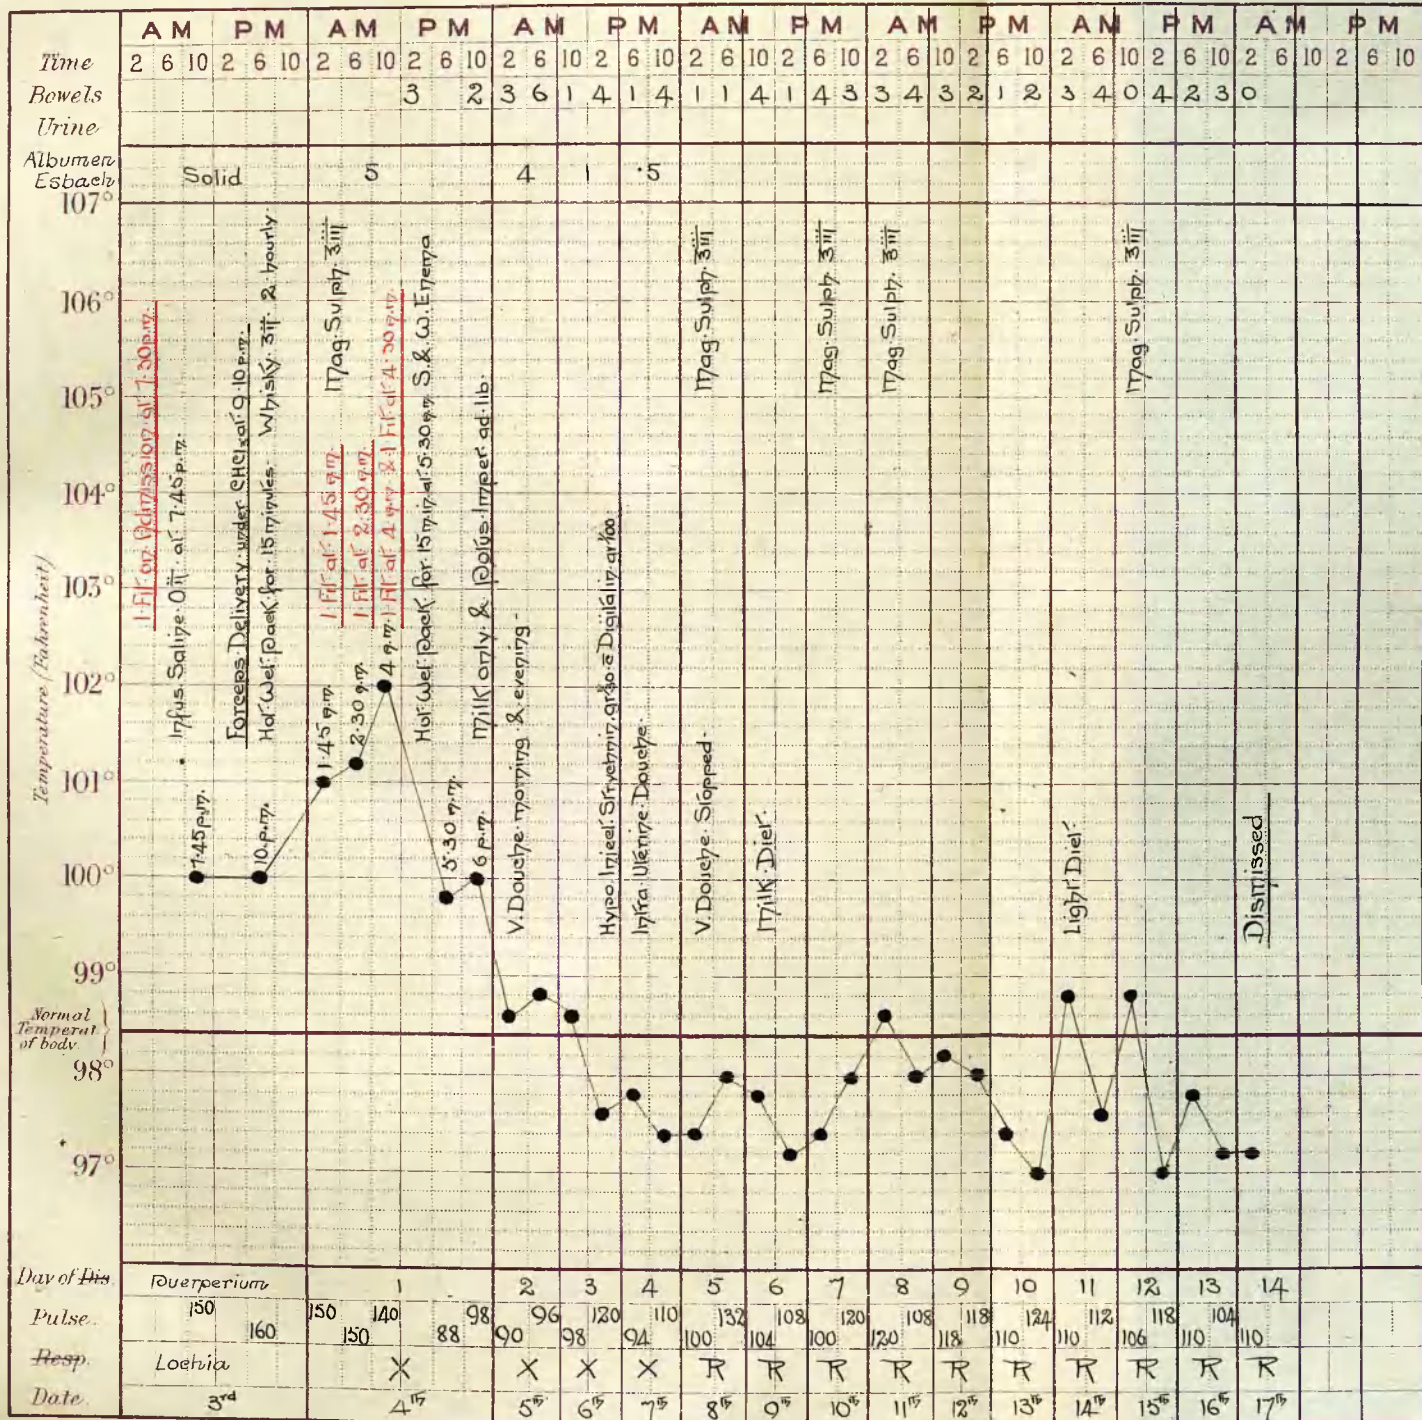 AM PM AM PM AM PM AM PM AM PM AM PM AM PM
Time 2 6 10 2 6 10 2 6 10 2 6 10 2 6 10 2 6 10 2 6 10 2 6 10 2 6 10 2 6 10 2 6 10 2 6 10 2 6 10 2 6 10
Bowels 3 2 3 6 1 4 1 4 1 1 4 1 4 3 3 4 3 2 1 2 3 4 0 4 2 3 0
Urine
Albumen
Esbach Solid 5 4 1 ·5
107°
106°
105°
104°
103°
102°
101°
100°
99°
98°
97°
Temperature (Fahrenheit)
Normal
Temperat.
of body.
1 Fit on Admission at 7.30 p.m.
Infus. Saline O ii at 7.45 p.m.
Forceps Delivery under CHCl3 at 9.10 p.m.
Hot Wet Pack for 15 minutes. Whisky ʒii 2 hourly.
1 Fit at 1.45 a.m.
Mag. Sulph. ʒiii
1 Fit at 2.30 a.m.
1 Fit at 4 a.m. & 1 Fit at 4.30 a.m.
Hot Wet Pack for 15 min at 5.30 a.m. S. & W. Enema
Milk only & Potus Imper ad lib.
V. Douche morning & evening
Hypo. Inject. Strychnin. gr 1/30 c̄ Digitalin gr 1/100
Intra Uterine Douche.
V. Douche Stopped.
Mag. Sulph. ʒiii
Milk Diet.
Mag. Sulph. ʒiii
Mag. Sulph. ʒiii
Light Diet.
Mag. Sulph. ʒiii
Dismissed
7.45 p.m.
10 p.m.
1.45 a.m.
2.30 a.m.
4 a.m.
5.30 a.m.
6 p.m.
Day of Dis Puerperium 1 2 3 4 5 6 7 8 9 10 11 12 13 14
Pulse. 150 160 150 150 140 88 98 90 96 98 120 94 110 100 132 104 108 100 120 120 108 118 118 110 124 110 112 106 118 110 104 110
Resp. Lochia X X X X R R R R R R R R R R
Date. 3rd 4th 5th 6th 7th 8th 9th 10th 11th 12th 13th 14th 15th 16th 17th